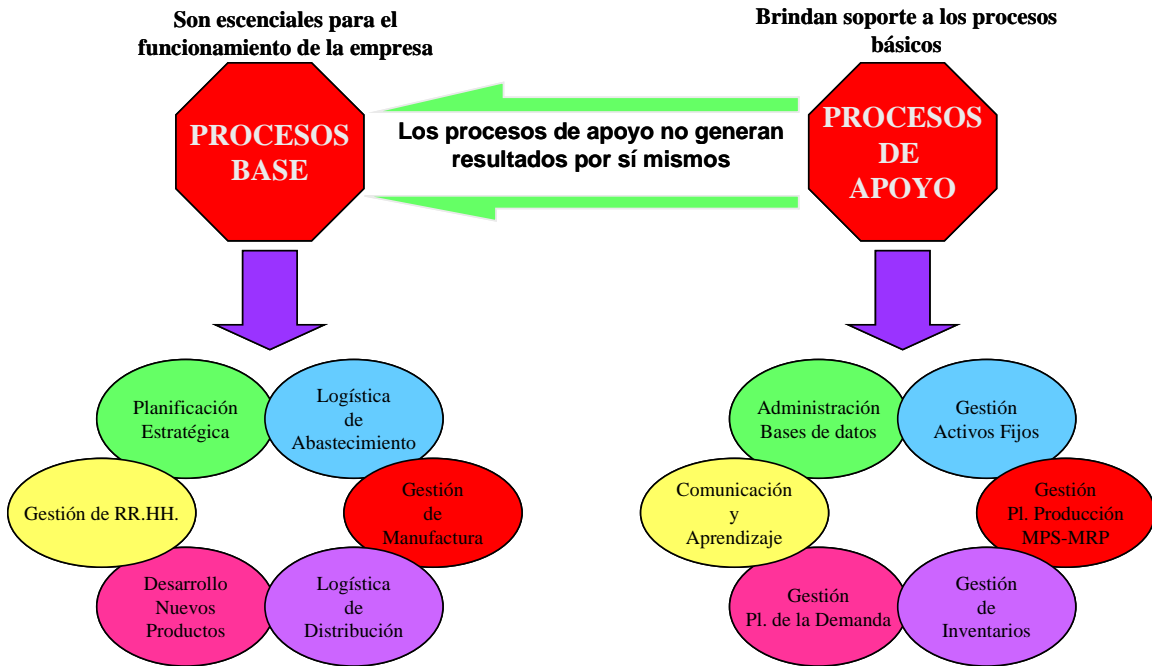 Son escenciales para el
funcionamiento de la empresa
Brindan soporte a los procesos
básicos
PROCESOS
BASE
Los procesos de apoyo no generan
resultados por sí mismos
PROCESOS
DE
APOYO
Planificación
Estratégica
Logística
de
Abastecimiento
Gestión de RR.HH.
Gestión
de
Manufactura
Desarrollo
Nuevos
Productos
Logística
de
Distribución
Administración
Bases de datos
Gestión
Activos Fijos
Comunicación
y
Aprendizaje
Gestión
Pl. Producción
MPS-MRP
Gestión
Pl. de la Demanda
Gestión
de
Inventarios